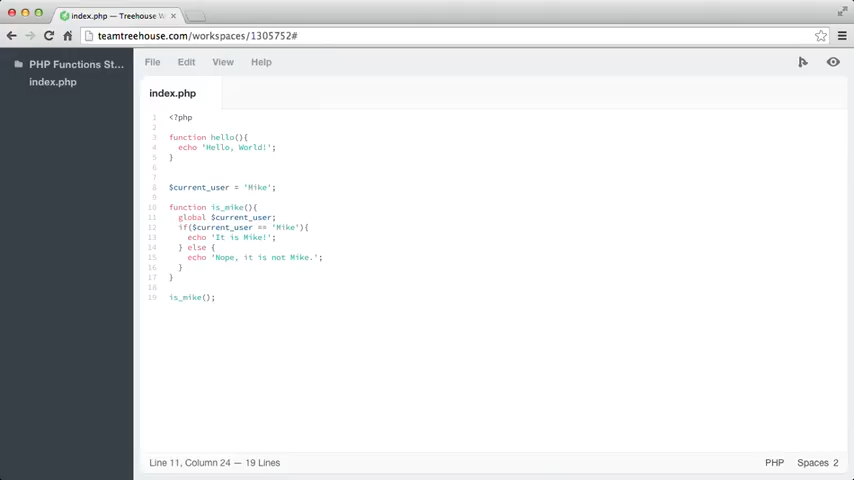 index.php — Treehouse W
teamtreehouse.com/workspaces/1305752#
PHP Functions St...
index.php
File Edit View Help
index.php
1 <?php
2
3 function hello(){
4 echo 'Hello, World!';
5 }
6
7
8 $current_user = 'Mike';
9
10 function is_mike(){
11 global $current_user;
12 if($current_user == 'Mike'){
13 echo 'It is Mike!';
14 } else {
15 echo 'Nope, it is not Mike.';
16 }
17 }
18
19 is_mike();
Line 11, Column 24 — 19 Lines
PHP Spaces 2